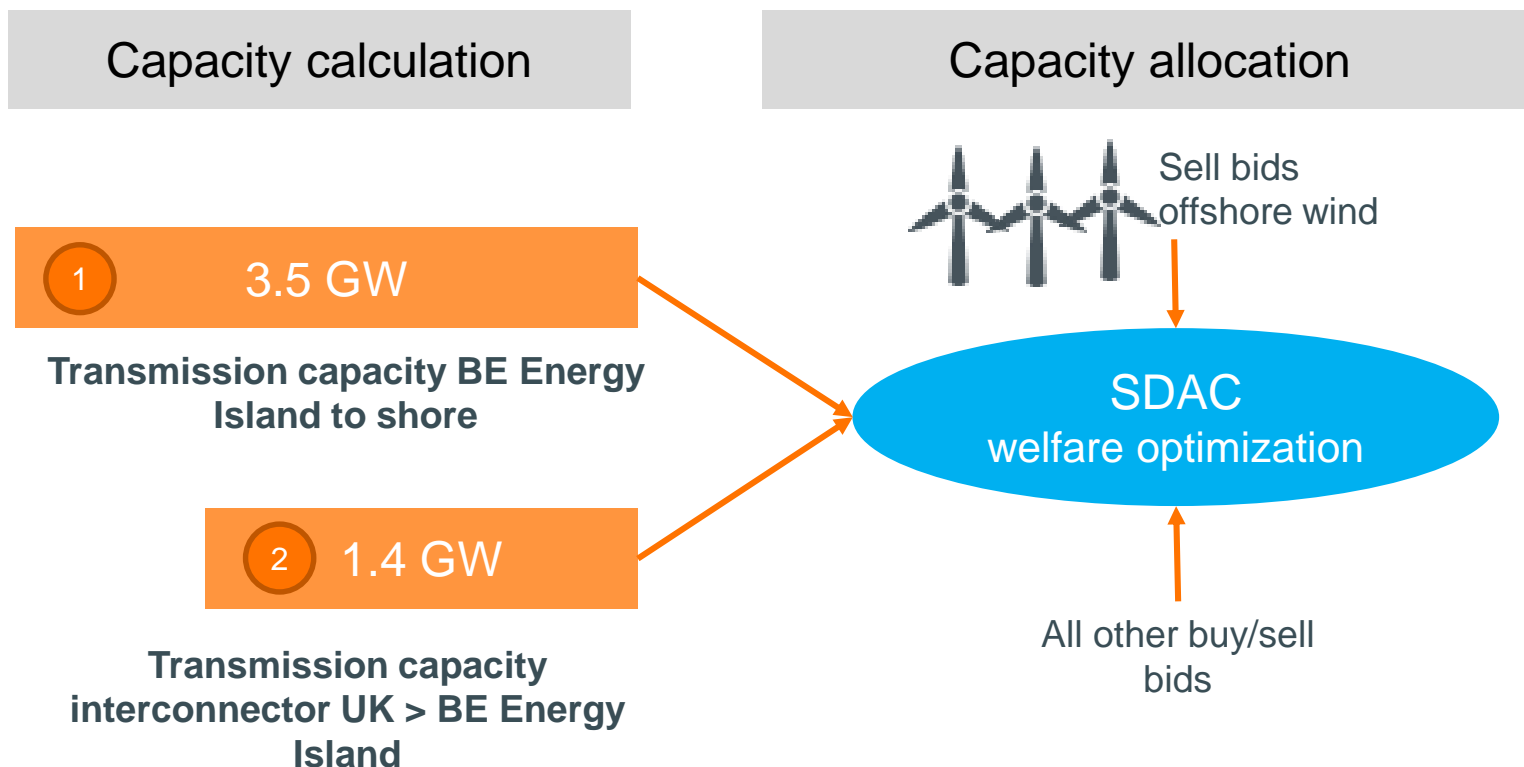 Capacity calculation
Capacity allocation
1
3.5 GW
Transmission capacity BE Energy
Island to shore
2
1.4 GW
Transmission capacity
interconnector UK > BE Energy
Island
Sell bids
offshore wind
SDAC
welfare optimization
All other buy/sell
bids